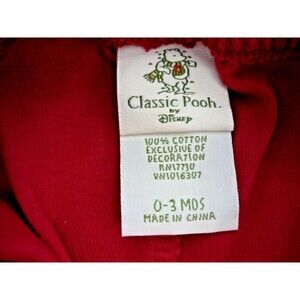 Classic Pooh.
BY
Disney
100% COTTON
EXCLUSIVE OF
DECORATION
RN17730
VN1016307
0-3 MOS
MADE IN CHINA